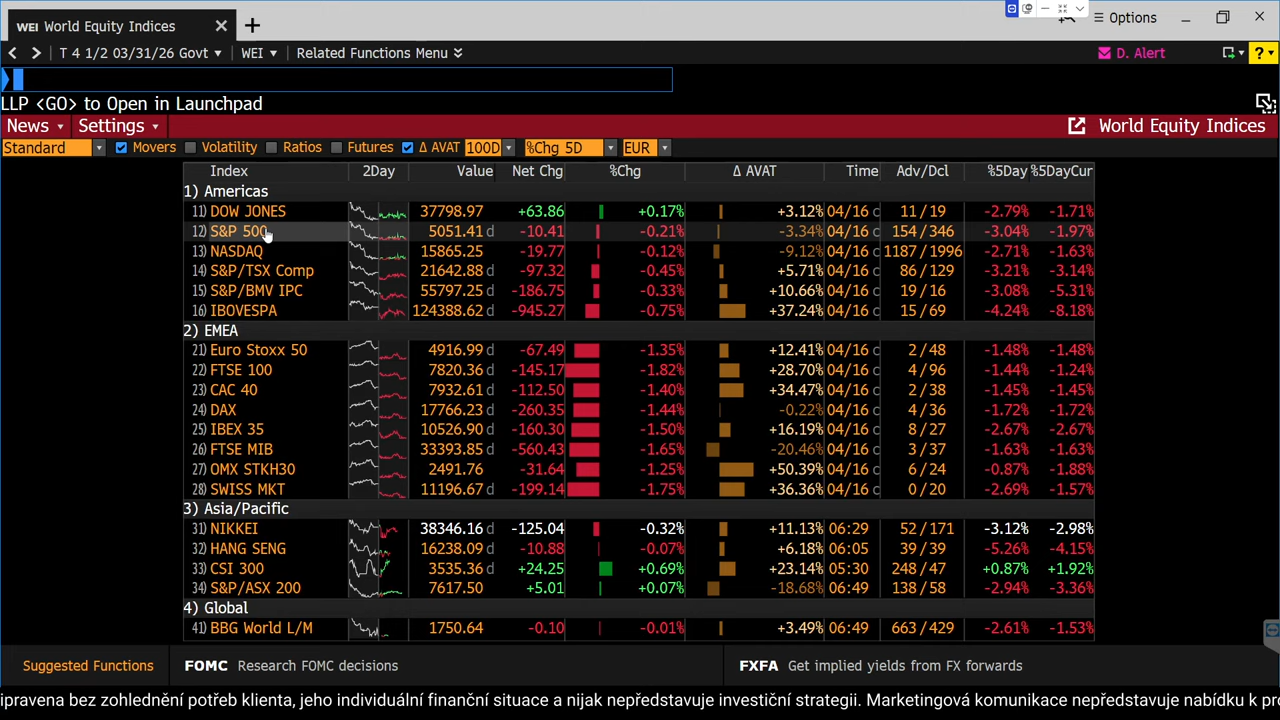 WEI World Equity Indices
Options
T 4 1/2 03/31/26 Govt WEI Related Functions Menu D. Alert ?
LLP <GO> to Open in Launchpad
News Settings World Equity Indices
Standard Movers Volatility Ratios Futures Δ AVAT 100D %Chg 5D EUR
Index 2Day Value Net Chg %Chg Δ AVAT Time Adv/Dcl %5Day %5DayCur
1) Americas
11) DOW JONES 37798.97 +63.86 +0.17% +3.12% 04/16 c 11 / 19 -2.79% -1.71%
12) S&P 500 5051.41 d -10.41 -0.21% -3.34% 04/16 c 154 / 346 -3.04% -1.97%
13) NASDAQ 15865.25 -19.77 -0.12% -9.12% 04/16 c 1187 / 1996 -2.71% -1.63%
14) S&P/TSX Comp 21642.88 d -97.32 -0.45% +5.71% 04/16 c 86 / 129 -3.21% -3.14%
15) S&P/BMV IPC 55797.25 d -186.75 -0.33% +10.66% 04/16 c 19 / 16 -3.08% -5.31%
16) IBOVESPA 124388.62 d -945.27 -0.75% +37.24% 04/16 c 15 / 69 -4.24% -8.18%
2) EMEA
21) Euro Stoxx 50 4916.99 d -67.49 -1.35% +12.41% 04/16 c 2 / 48 -1.48% -1.48%
22) FTSE 100 7820.36 d -145.17 -1.82% +28.70% 04/16 c 4 / 96 -1.44% -1.24%
23) CAC 40 7932.61 d -112.50 -1.40% +34.47% 04/16 c 2 / 38 -1.45% -1.45%
24) DAX 17766.23 d -260.35 -1.44% -0.22% 04/16 c 4 / 36 -1.72% -1.72%
25) IBEX 35 10526.90 d -160.30 -1.50% +16.19% 04/16 c 8 / 27 -2.67% -2.67%
26) FTSE MIB 33393.85 d -560.43 -1.65% -20.46% 04/16 c 3 / 37 -1.63% -1.63%
27) OMX STKH30 2491.76 -31.64 -1.25% +50.39% 04/16 c 6 / 24 -0.87% -1.88%
28) SWISS MKT 11196.67 d -199.14 -1.75% +36.36% 04/16 c 0 / 20 -2.69% -1.57%
3) Asia/Pacific
31) NIKKEI 38346.16 d -125.04 -0.32% +11.13% 06:29 52 / 171 -3.12% -2.98%
32) HANG SENG 16238.09 d -10.88 -0.07% +6.18% 06:05 39 / 39 -5.26% -4.15%
33) CSI 300 3535.36 d +24.25 +0.69% +23.14% 05:30 248 / 47 +0.87% +1.92%
34) S&P/ASX 200 7617.50 +5.01 +0.07% -18.68% 06:49 138 / 58 -2.94% -3.36%
4) Global
41) BBG World L/M 1750.64 -0.10 -0.01% +3.49% 06:49 663 / 429 -2.61% -1.53%
Suggested Functions FOMC Research FOMC decisions FXFA Get implied yields from FX forwards
ipravena bez zohlednění potřeb klienta, jeho individuální finanční situace a nijak nepředstavuje investiční strategii. Marketingová komunikace nepředstavuje nabídku k pr